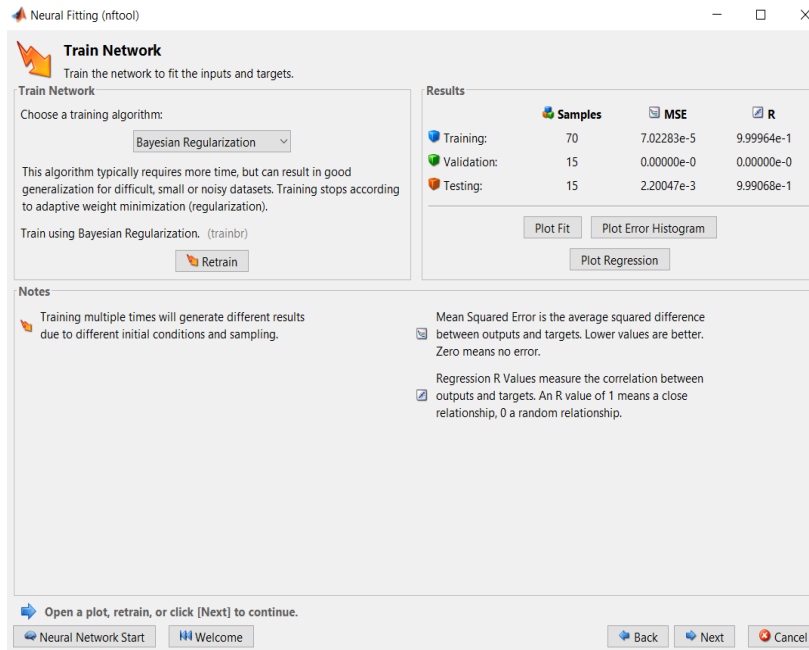 Neural Fitting (nftool)
Train Network
Train the network to fit the inputs and targets.
Train Network
Choose a training algorithm:
Bayesian Regularization
This algorithm typically requires more time, but can result in good
generalization for difficult, small or noisy datasets. Training stops according
to adaptive weight minimization (regularization).
Train using Bayesian Regularization. (trainbr)
Retrain
Results
Samples MSE R
Training: 70 7.02283e-5 9.99964e-1
Validation: 15 0.00000e-0 0.00000e-0
Testing: 15 2.20047e-3 9.99068e-1
Plot Fit Plot Error Histogram
Plot Regression
Notes
Training multiple times will generate different results
due to different initial conditions and sampling.
Mean Squared Error is the average squared difference
between outputs and targets. Lower values are better.
Zero means no error.
Regression R Values measure the correlation between
outputs and targets. An R value of 1 means a close
relationship, 0 a random relationship.
Open a plot, retrain, or click [Next] to continue.
Neural Network Start Welcome Back Next Cancel